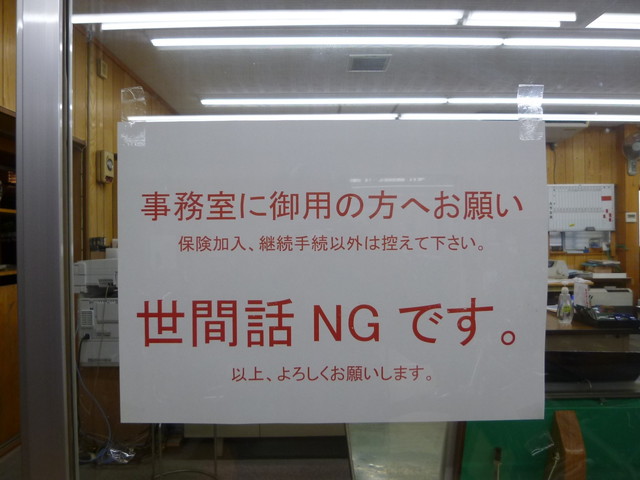 事務室に御用の方へお願い
保険加入、継続手続以外は控えて下さい。
世間話 NG です。
以上、よろしくお願いします。